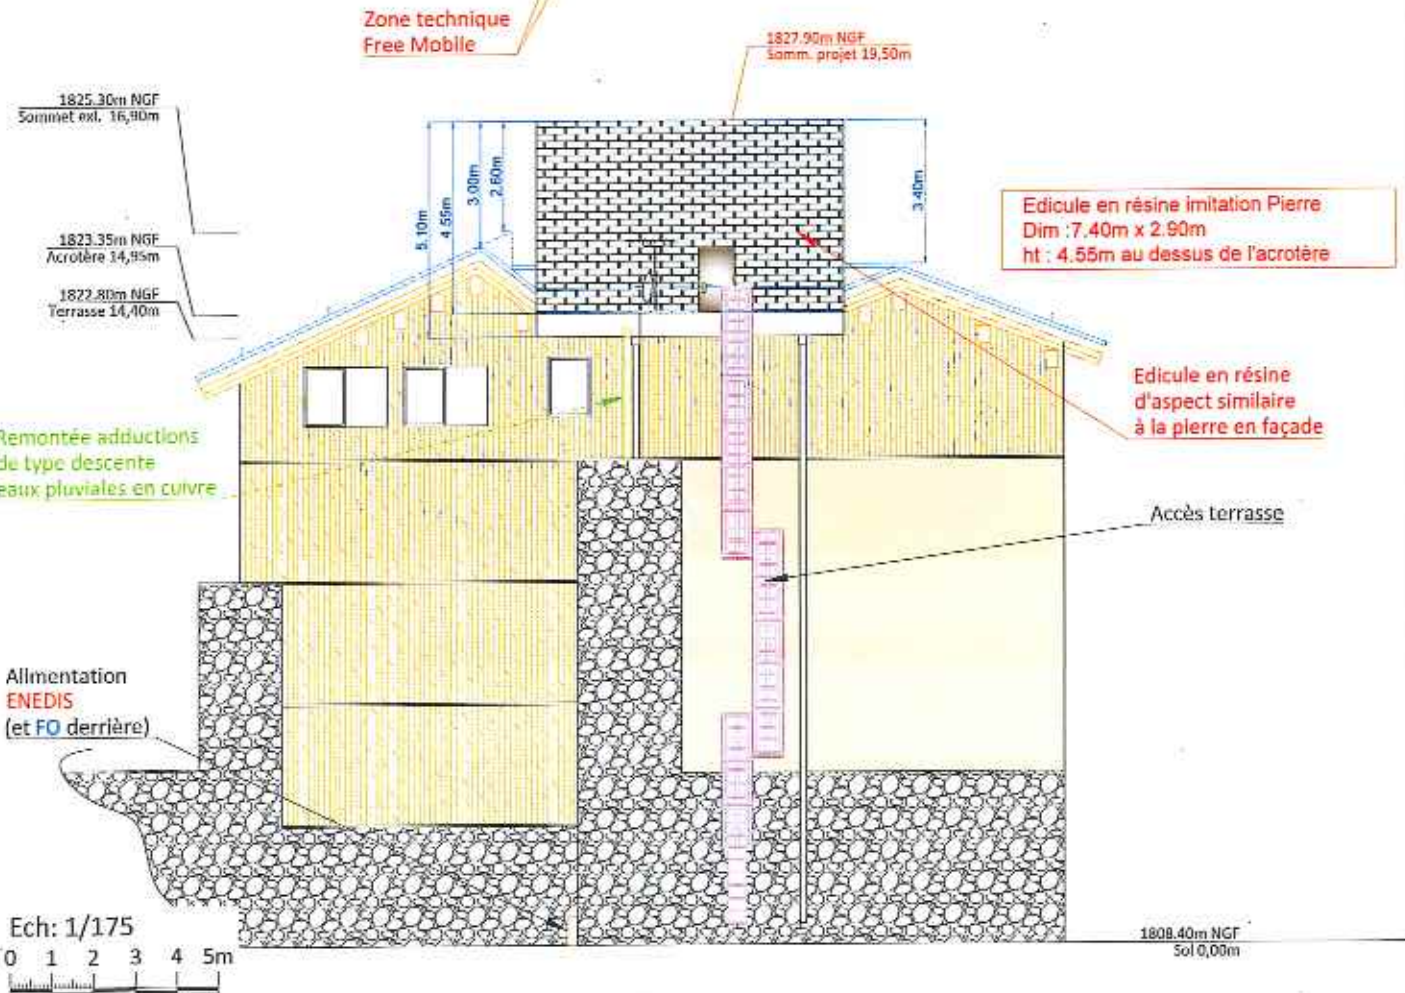 Zone technique
Free Mobile
1827.90m NGF
Somm. projet 19,50m
1825.30m NGF
Sommet exi. 16,90m
5.10m
4.55m
3.00m
2.60m
3.40m
Edicule en résine imitation Pierre
Dim :7.40m x 2.90m
ht : 4.55m au dessus de l'acrotère
1823.35m NGF
Acrotère 14,95m
1822.80m NGF
Terrasse 14,40m
Edicule en résine
d'aspect similaire
à la pierre en façade
Remontée adductions
de type descente
eaux pluviales en cuivre
Accès terrasse
Alimentation
ENEDIS
(et FO derrière)
Ech: 1/175
0 1 2 3 4 5m
1808.40m NGF
Sol 0,00m